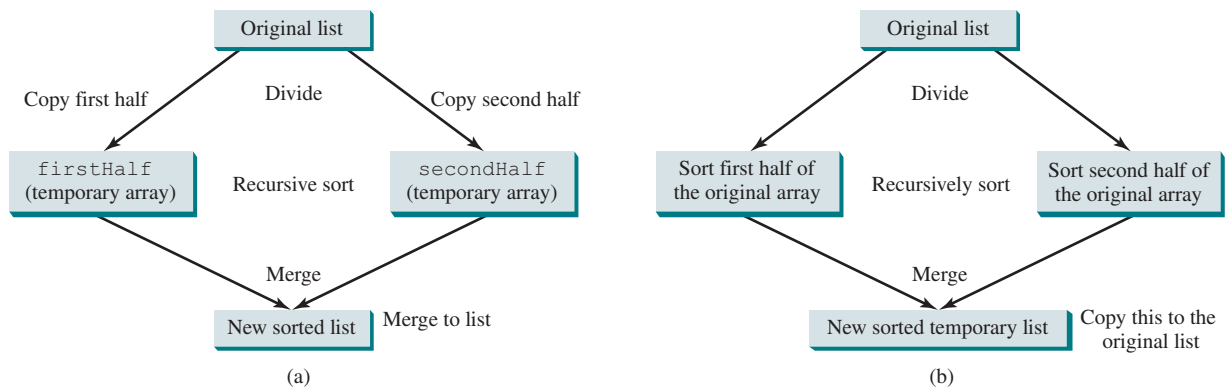 Original list
Copy first half
Divide
Copy second half
firstHalf
(temporary array)
Recursive sort
secondHalf
(temporary array)
Merge
New sorted list
Merge to list
(a)
Original list
Divide
Sort first half of
the original array
Recursively sort
Sort second half of
the original array
Merge
New sorted temporary list
Copy this to the
original list
(b)